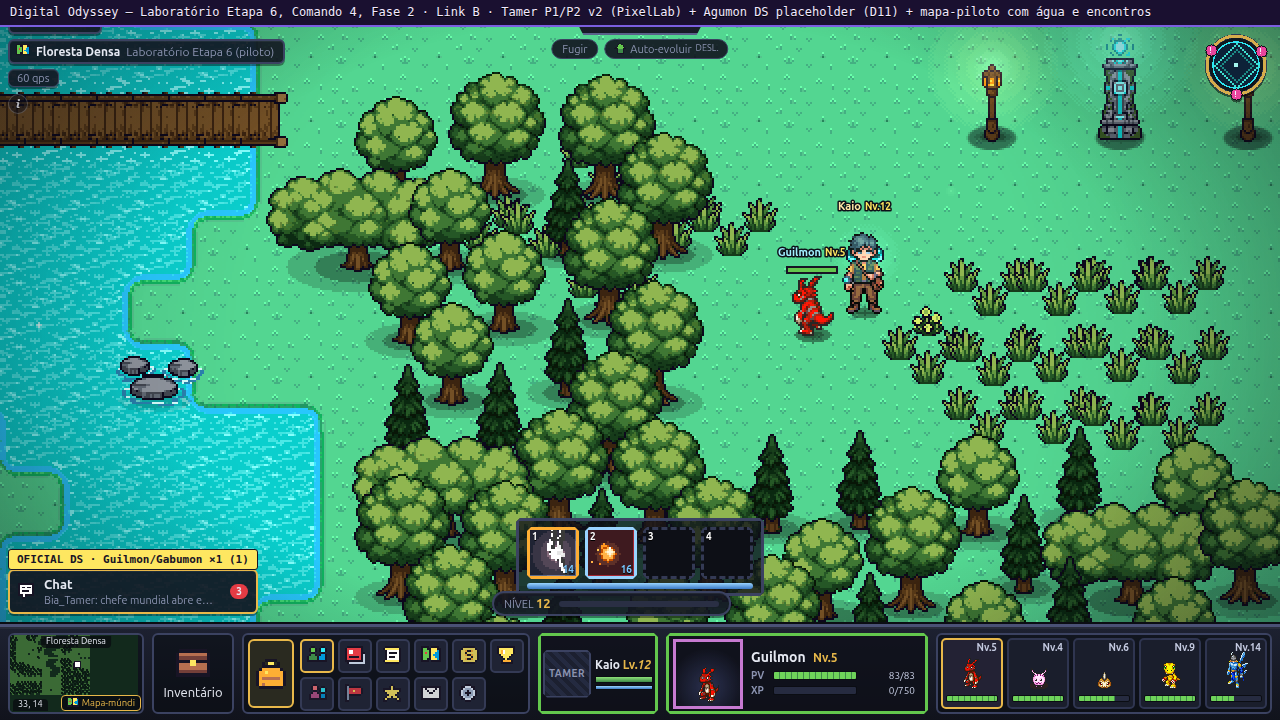 Digital Odyssey — Laboratório Etapa 6, Comando 4, Fase 2 · Link B · Tamer P1/P2 v2 (PixelLab) + Agumon DS placeholder (D11) + mapa-piloto com água e encontros
Floresta Densa Laboratório Etapa 6 (piloto)
Fugir
Auto-evoluir DESL.
60 qps
i
Kaio Nv.12
Guilmon Nv.5
OFICIAL DS · Guilmon/Gabumon ×1 (1)
Chat
Bia_Tamer: chefe mundial abre e...
3
1
14
2
16
3
4
NÍVEL 12
Floresta Densa
33, 14
Mapa-múndi
Inventário
TAMER
Kaio Lv.12
Guilmon Nv.5
PV 83/83
XP 0/750
Nv.5
Nv.4
Nv.6
Nv.9
Nv.14